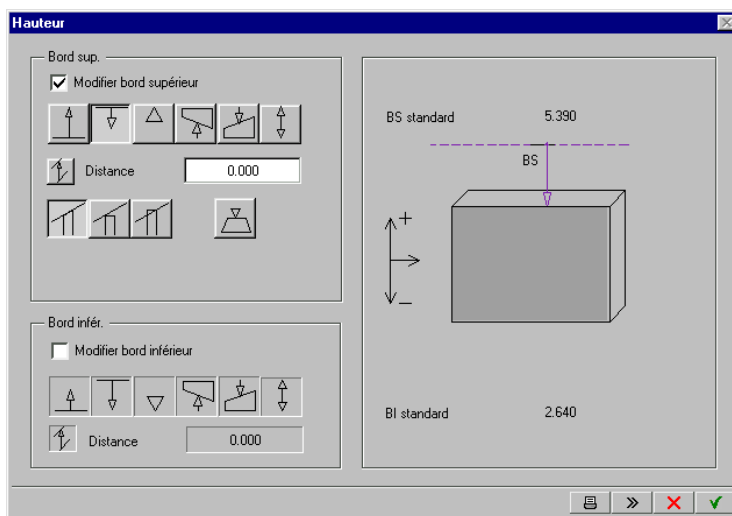 Hauteur
Bord sup.
Modifier bord supérieur
Distance
0.000
BS standard
5.390
BS
+
–
Bord infér.
Modifier bord inférieur
Distance
0.000
BI standard
2.640